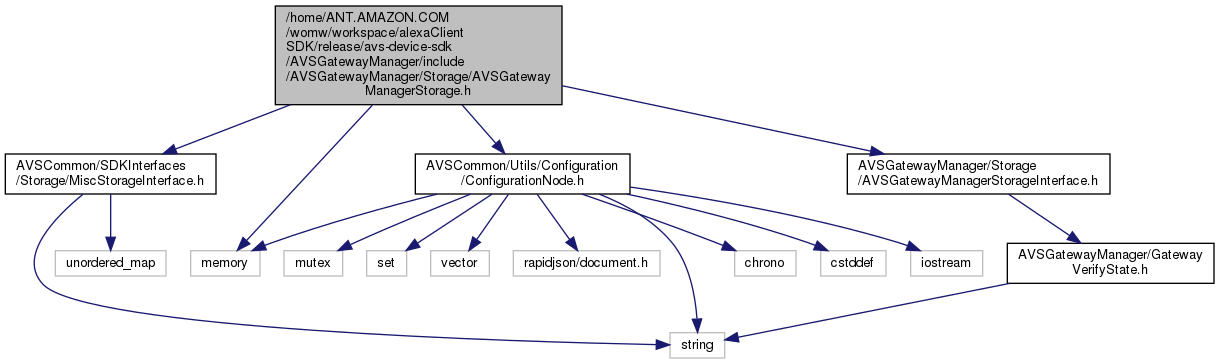 /home/ANT.AMAZON.COM
/womw/workspace/alexaClient
SDK/release/avs-device-sdk
/AVSGatewayManager/include
/AVSGatewayManager/Storage/AVSGateway
ManagerStorage.h
AVSCommon/SDKInterfaces
/Storage/MiscStorageInterface.h
AVSCommon/Utils/Configuration
/ConfigurationNode.h
AVSGatewayManager/Storage
/AVSGatewayManagerStorageInterface.h
unordered_map
memory
mutex
set
vector
rapidjson/document.h
chrono
cstddef
iostream
AVSGatewayManager/Gateway
VerifyState.h
string